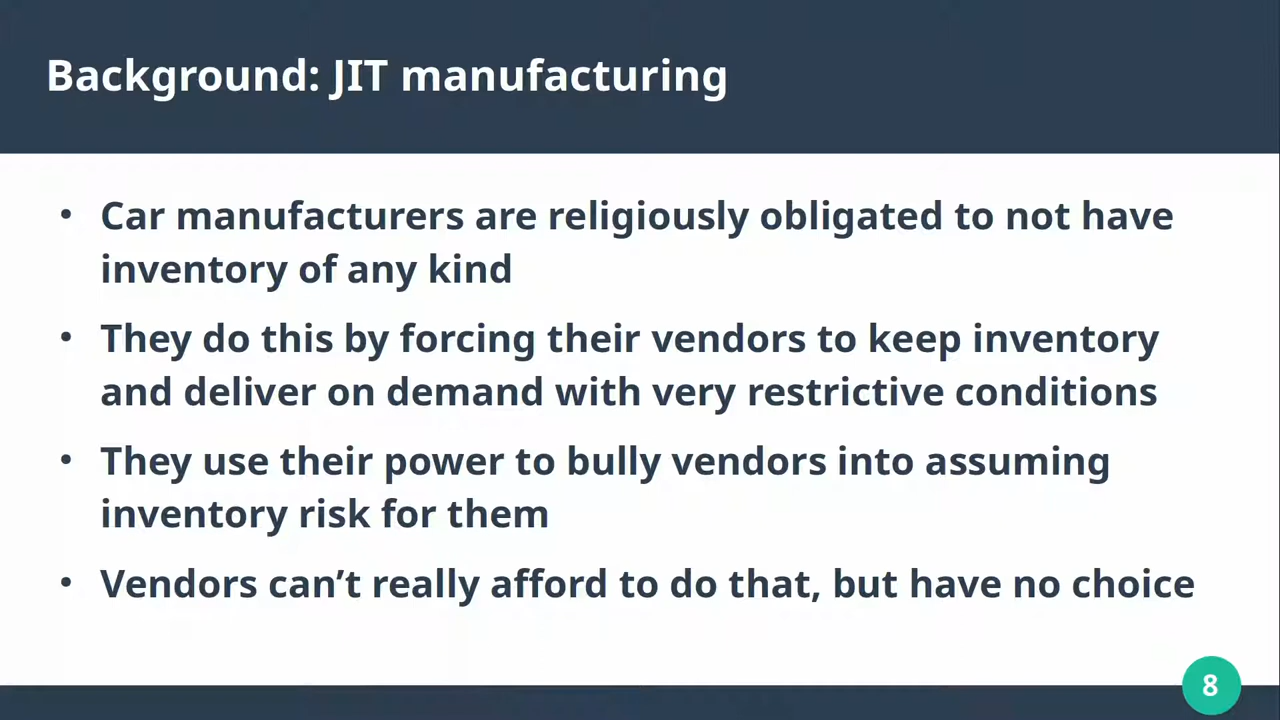 Background: JIT manufacturing
• Car manufacturers are religiously obligated to not have
inventory of any kind
• They do this by forcing their vendors to keep inventory
and deliver on demand with very restrictive conditions
• They use their power to bully vendors into assuming
inventory risk for them
• Vendors can’t really afford to do that, but have no choice
8